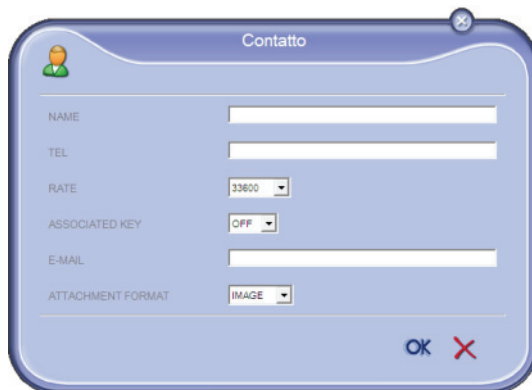 Contatto
NAME
TEL
RATE 33600
ASSOCIATED KEY OFF
E-MAIL
ATTACHMENT FORMAT IMAGE
OK